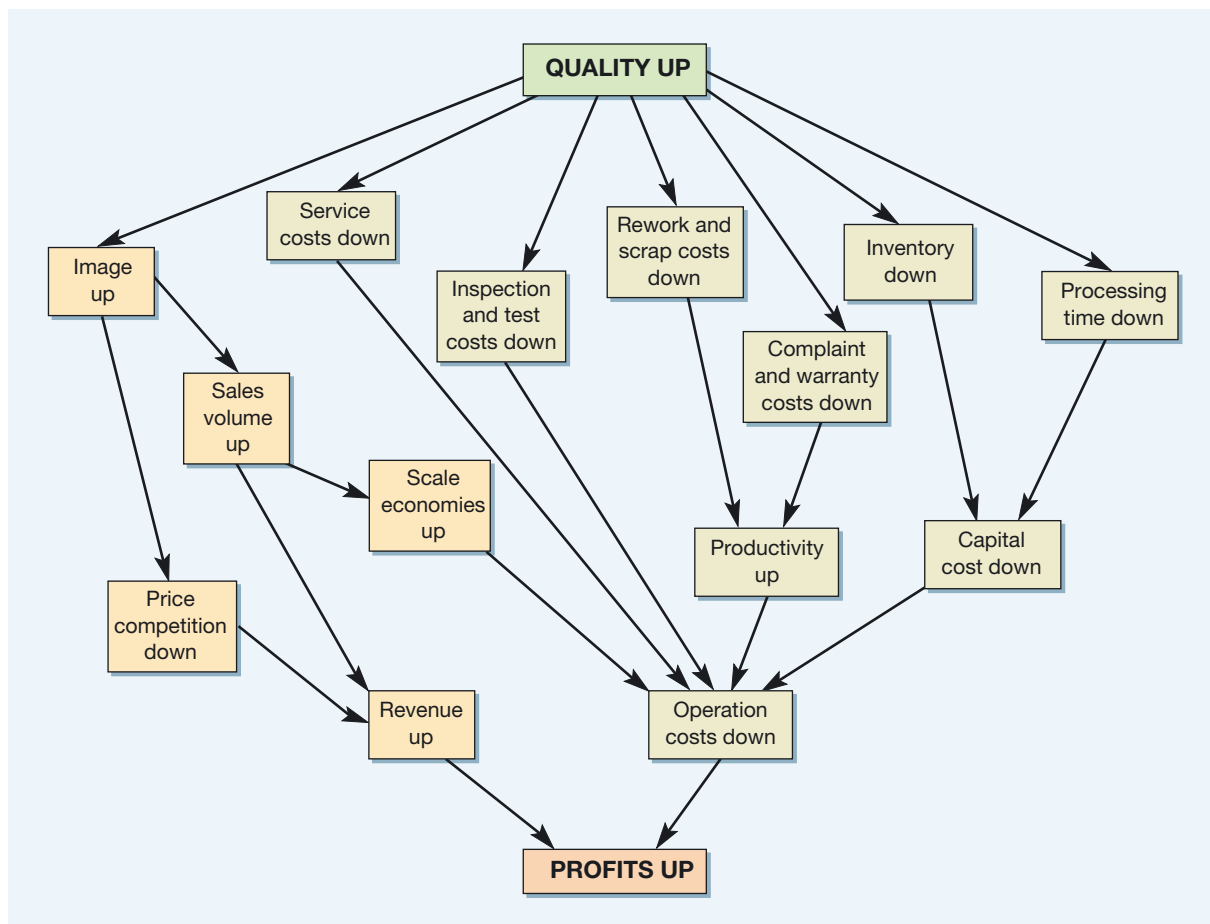 QUALITY UP
Service
costs down
Rework and
scrap costs
down
Inventory
down
Image
up
Inspection
and test
costs down
Processing
time down
Complaint
and warranty
costs down
Sales
volume
up
Scale
economies
up
Productivity
up
Capital
cost down
Price
competition
down
Revenue
up
Operation
costs down
PROFITS UP